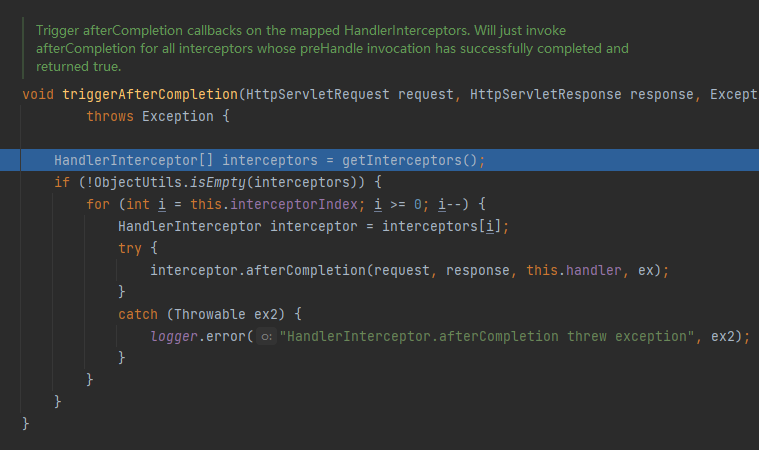 Trigger afterCompletion callbacks on the mapped HandlerInterceptors. Will just invoke
afterCompletion for all interceptors whose preHandle invocation has successfully completed and
returned true.
void triggerAfterCompletion(HttpServletRequest request, HttpServletResponse response, Except
throws Exception {
HandlerInterceptor[] interceptors = getInterceptors();
if (!ObjectUtils.isEmpty(interceptors)) {
for (int i = this.interceptorIndex; i >= 0; i--) {
HandlerInterceptor interceptor = interceptors[i];
try {
interceptor.afterCompletion(request, response, this.handler, ex);
}
catch (Throwable ex2) {
logger.error( o: "HandlerInterceptor.afterCompletion threw exception", ex2);
}
}
}
}